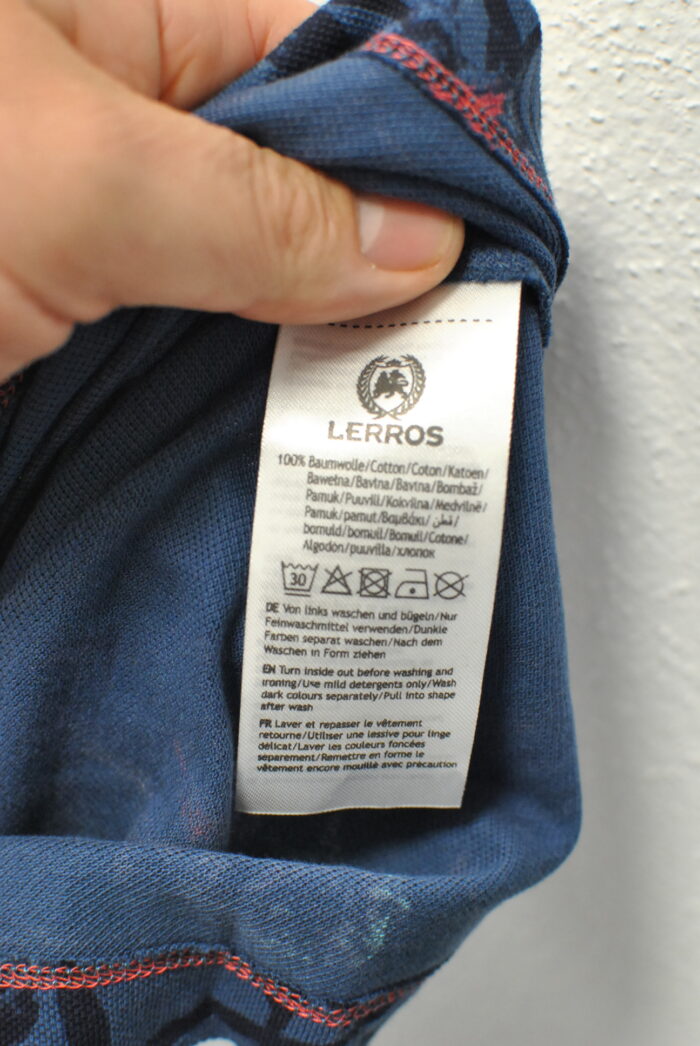 LERROS
100% Baumwolle/Cotton/Coton/Katoen/
Bawełna/Bavlna/Bavlna/Bombaž/
Pamuk/Puuvill/Kokvilna/Medvilnė/
Pamuk/pamut/Βαμβάκι/قطن/
bomuld/bomull/Bomull/Cotone/
Algodón/puuvilla/хлопок
30
DE Von links waschen und bügeln/Nur
Feinwaschmittel verwenden/Dunkle
Farben separat waschen/Nach dem
Waschen in Form ziehen
EN Turn inside out before washing and
ironing/Use mild detergents only/Wash
dark colours separately/Pull into shape
after wash
FR Laver et repasser le vêtement
retourne/Utiliser une lessive pour linge
délicat/Laver les couleurs foncées
separement/Remettre en forme le
vêtement encore mouillé avec précaution